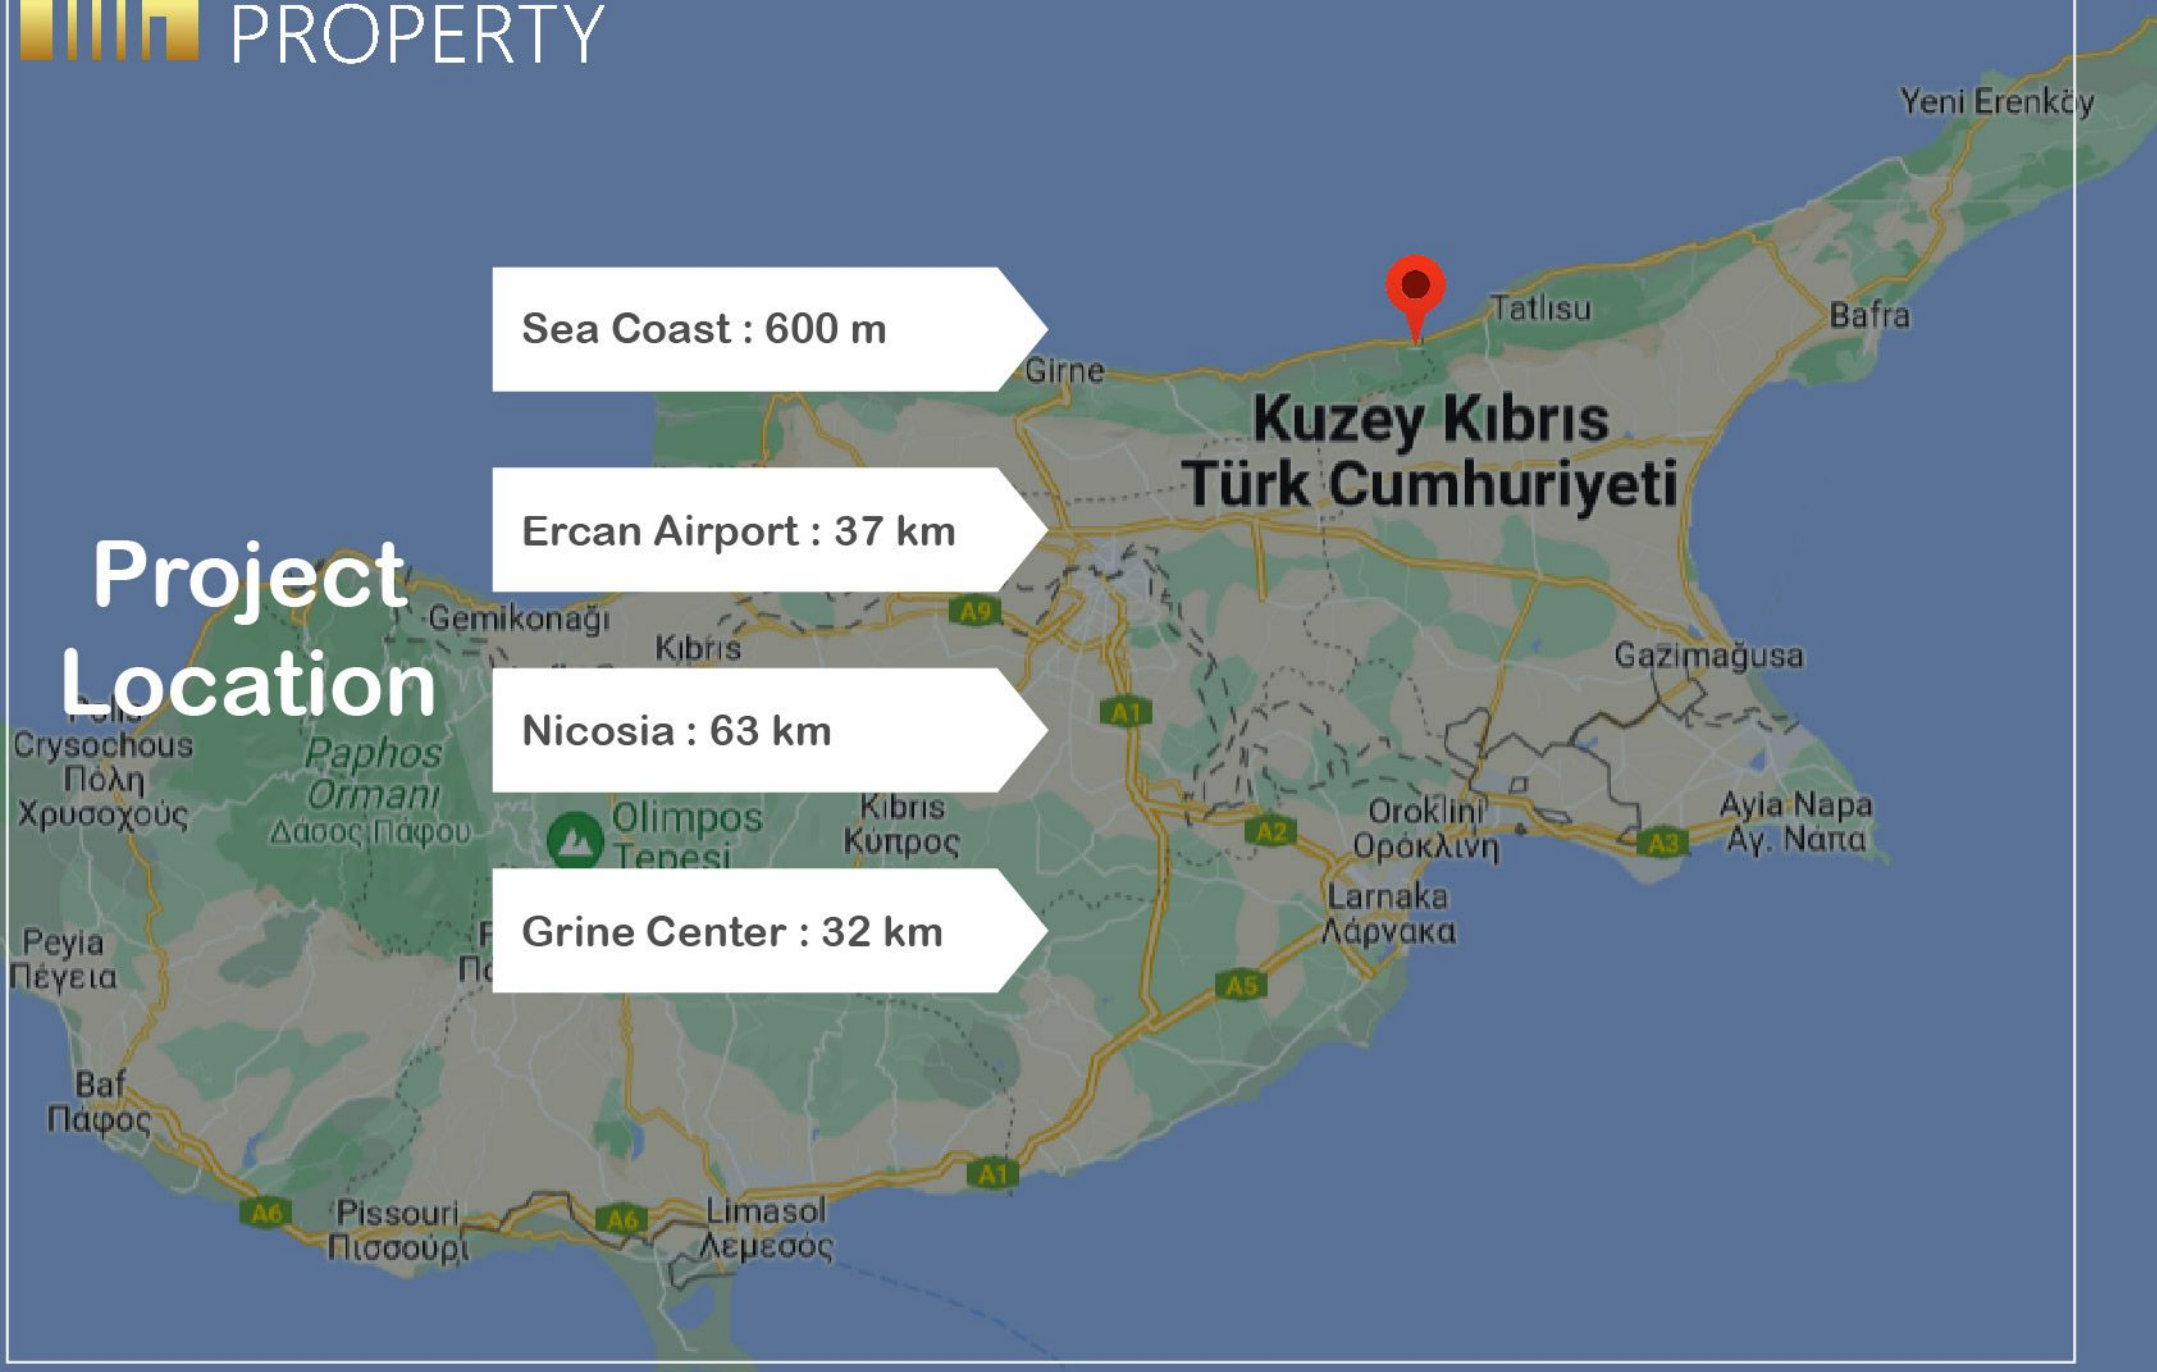 PROPERTY
Yeni Erenköy
Sea Coast : 600 m
Tatlısu
Bafra
Girne
Kuzey Kıbrıs
Türk Cumhuriyeti
Ercan Airport : 37 km
Project
Location
Gemikonağı
A9
Kıbrıs
Gazimağusa
Nicosia : 63 km
A1
Crysochous
Πόλη
Χρυσοχούς
Paphos
Ormanı
Δάσος Πάφου
Olimpos
Tepesi
Kıbrıs
Κύπρος
A2
Oroklini
Ορόκλινη
A3
Ayia Napa
Αγ. Νάπα
Grine Center : 32 km
Larnaka
Λάρνακα
Peyia
Πέγεια
A5
Baf
Πάφος
A1
A6
Pissouri
Πισσούρι
A6
Limasol
Λεμεσός